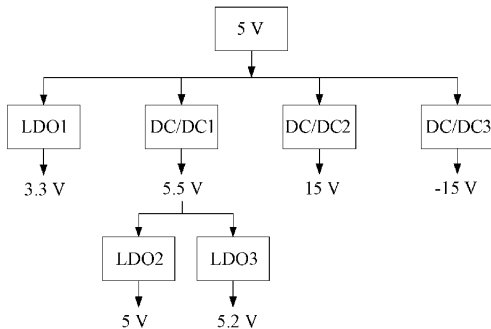 5 V
LDO1
DC/DC1
DC/DC2
DC/DC3
3.3 V
5.5 V
15 V
-15 V
LDO2
LDO3
5 V
5.2 V